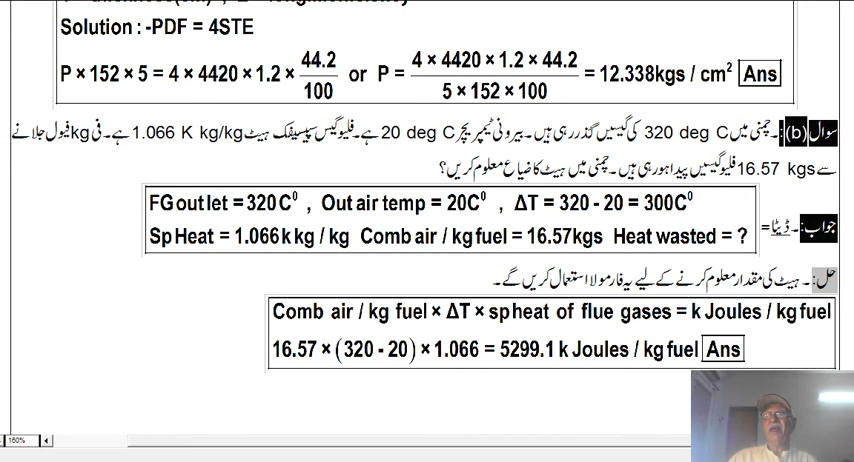 Solution : -PDF = 4STE
P × 152 × 5 = 4 × 4420 × 1.2 × 44.2/100 or P = 4 × 4420 × 1.2 × 44.2 / 5 × 152 × 100 = 12.338kgs / cm² Ans
سوال (b):۔ چمنی میں 320 deg C کی گیسیں گذر رہی ہیں۔ بیرونی ٹمپریچر 20 deg C ہے۔ فلیو گیس سپیسیفک ہیٹ 1.066 K kg/kg ہے۔ فی kg فیول جلانے
سے 16.57 kgs فلیو گیسیں پیدا ہو رہی ہیں۔ چمنی میں ہیٹ کا ضیاع معلوم کریں؟
جواب:۔ ڈیٹا=
FG outlet = 320C⁰ , Out air temp = 20C⁰ , ΔT = 320 - 20 = 300C⁰
Sp Heat = 1.066k kg / kg Comb air / kg fuel = 16.57kgs Heat wasted = ?
حل:۔ ہیٹ کی مقدار معلوم کرنے کے لیے یہ فارمولا استعمال کریں گے۔
Comb air / kg fuel × ΔT × sp heat of flue gases = k Joules / kg fuel
16.57 × (320 - 20) × 1.066 = 5299.1 k Joules / kg fuel Ans
160%